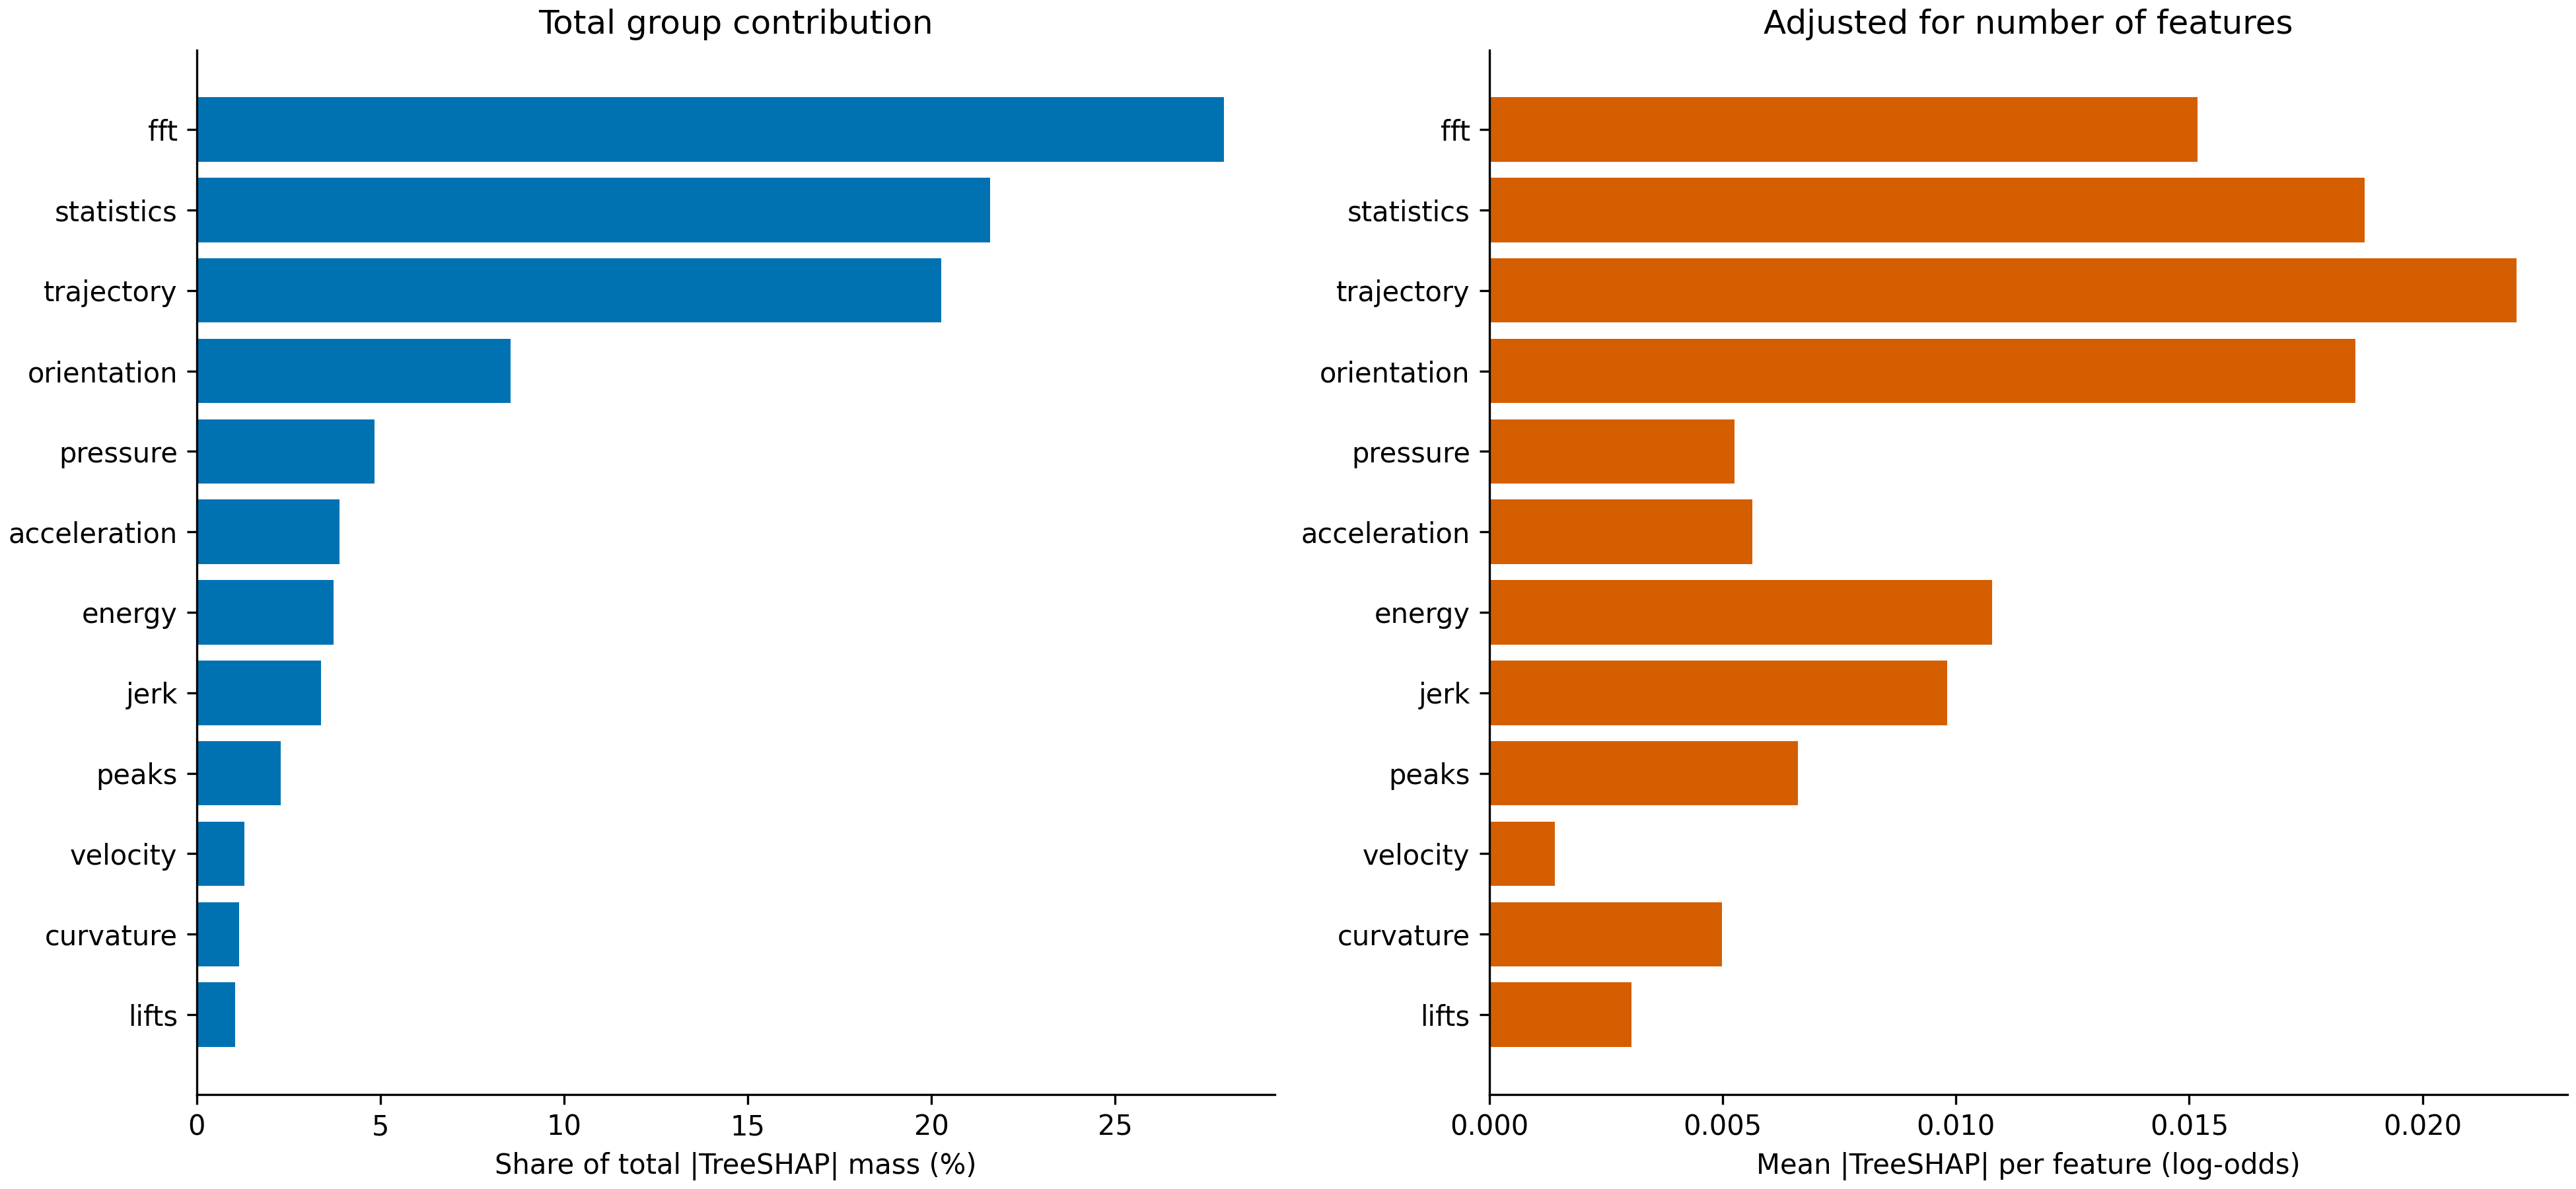 Total group contribution
fft
statistics
trajectory
orientation
pressure
acceleration
energy
jerk
peaks
velocity
curvature
lifts
0 5 10 15 20 25
Share of total |TreeSHAP| mass (%)
Adjusted for number of features
fft
statistics
trajectory
orientation
pressure
acceleration
energy
jerk
peaks
velocity
curvature
lifts
0.000 0.005 0.010 0.015 0.020
Mean |TreeSHAP| per feature (log-odds)